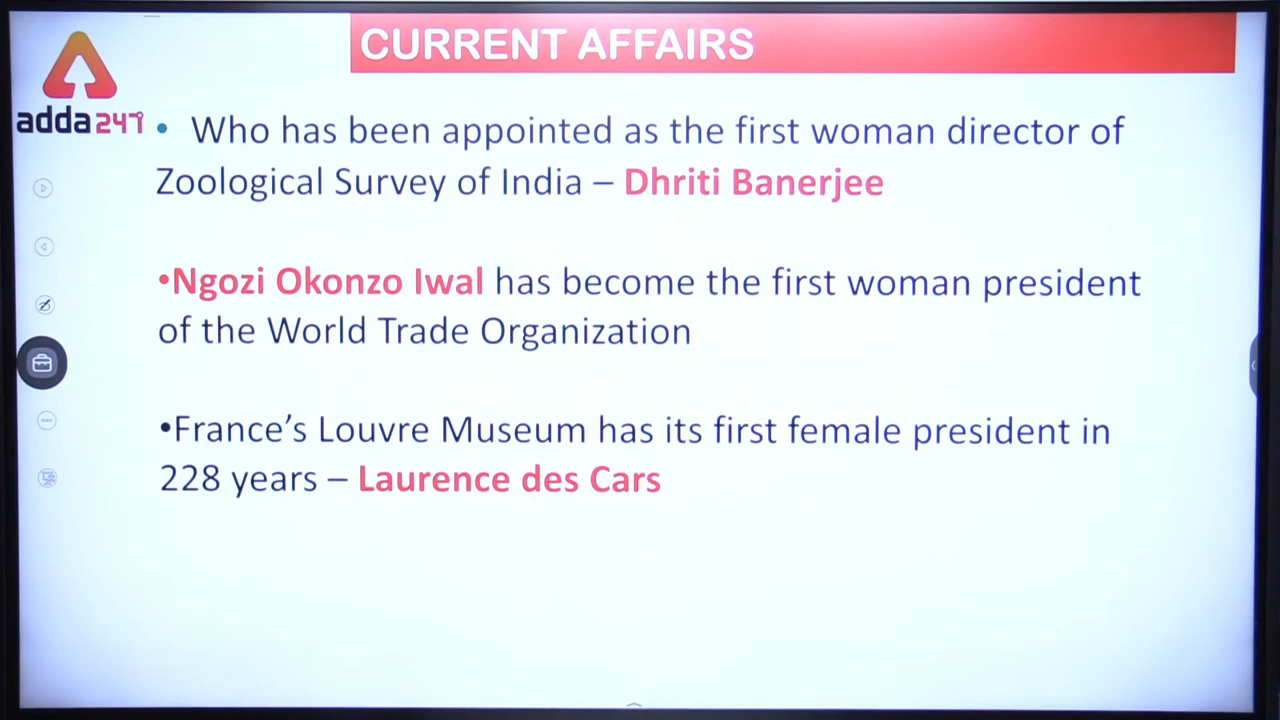 CURRENT AFFAIRS
adda247
• Who has been appointed as the first woman director of
Zoological Survey of India – Dhriti Banerjee
•Ngozi Okonzo Iwal has become the first woman president
of the World Trade Organization
•France’s Louvre Museum has its first female president in
228 years – Laurence des Cars